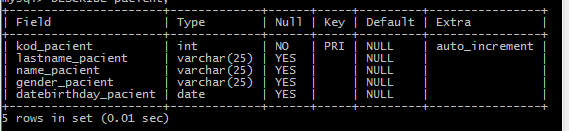 mysql> DESCRIBE pacient;
+----------------------+-------------+------+-----+---------+----------------+
| Field                | Type        | Null | Key | Default | Extra          |
+----------------------+-------------+------+-----+---------+----------------+
| kod_pacient          | int         | NO   | PRI | NULL    | auto_increment |
| lastname_pacient     | varchar(25) | YES  |     | NULL    |                |
| name_pacient         | varchar(25) | YES  |     | NULL    |                |
| gender_pacient       | varchar(25) | YES  |     | NULL    |                |
| datebirthday_pacient | date        | YES  |     | NULL    |                |
+----------------------+-------------+------+-----+---------+----------------+
5 rows in set (0.01 sec)